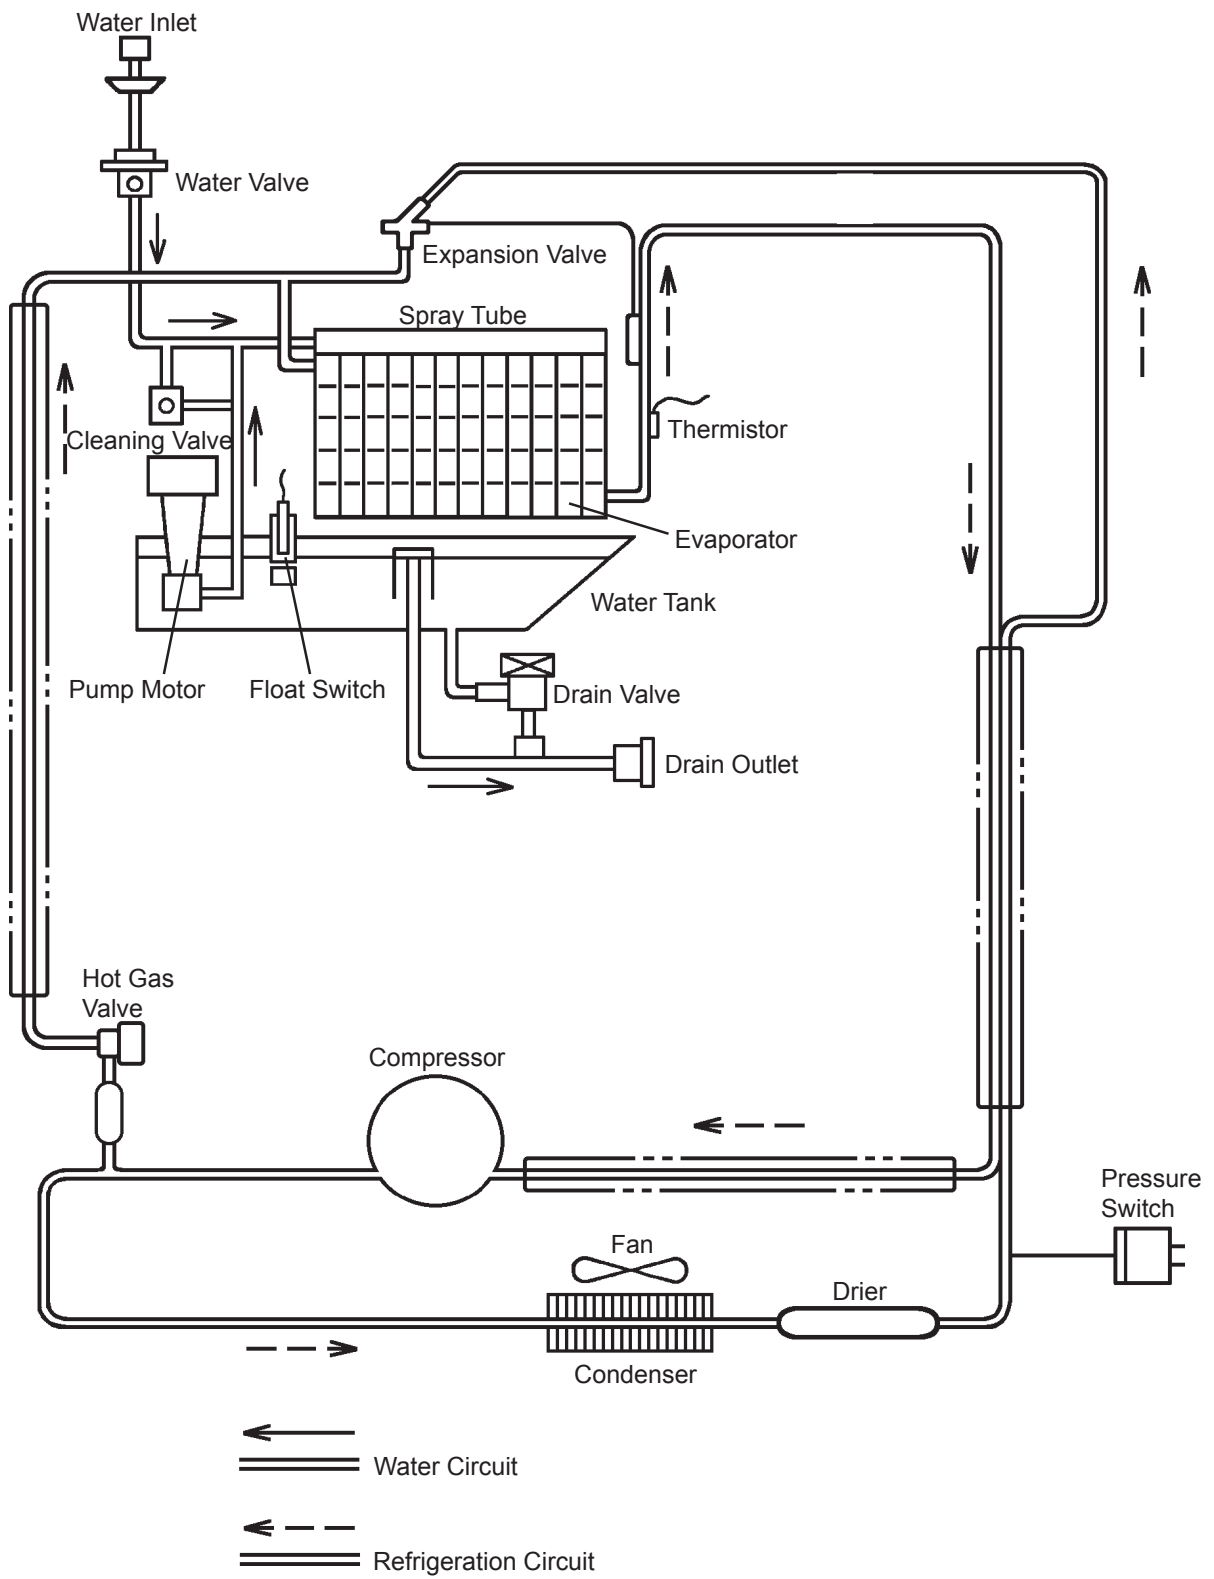 Water Inlet
Water Valve
Expansion Valve
Spray Tube
Cleaning Valve
Thermistor
Evaporator
Water Tank
Pump Motor
Float Switch
Drain Valve
Drain Outlet
Hot Gas
Valve
Compressor
Pressure
Switch
Fan
Drier
Condenser
Water Circuit
Refrigeration Circuit